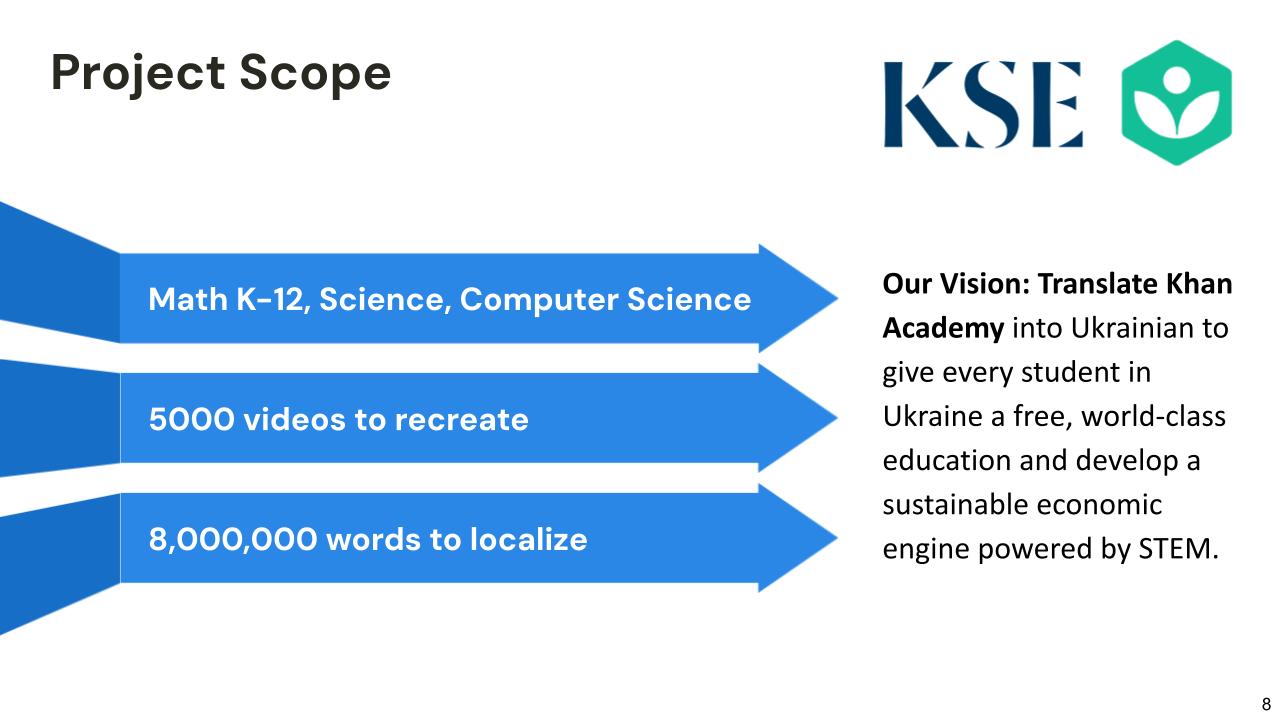 Project Scope
KSE
Math K-12, Science, Computer Science
5000 videos to recreate
8,000,000 words to localize
Our Vision: Translate Khan
Academy into Ukrainian to
give every student in
Ukraine a free, world-class
education and develop a
sustainable economic
engine powered by STEM.
8